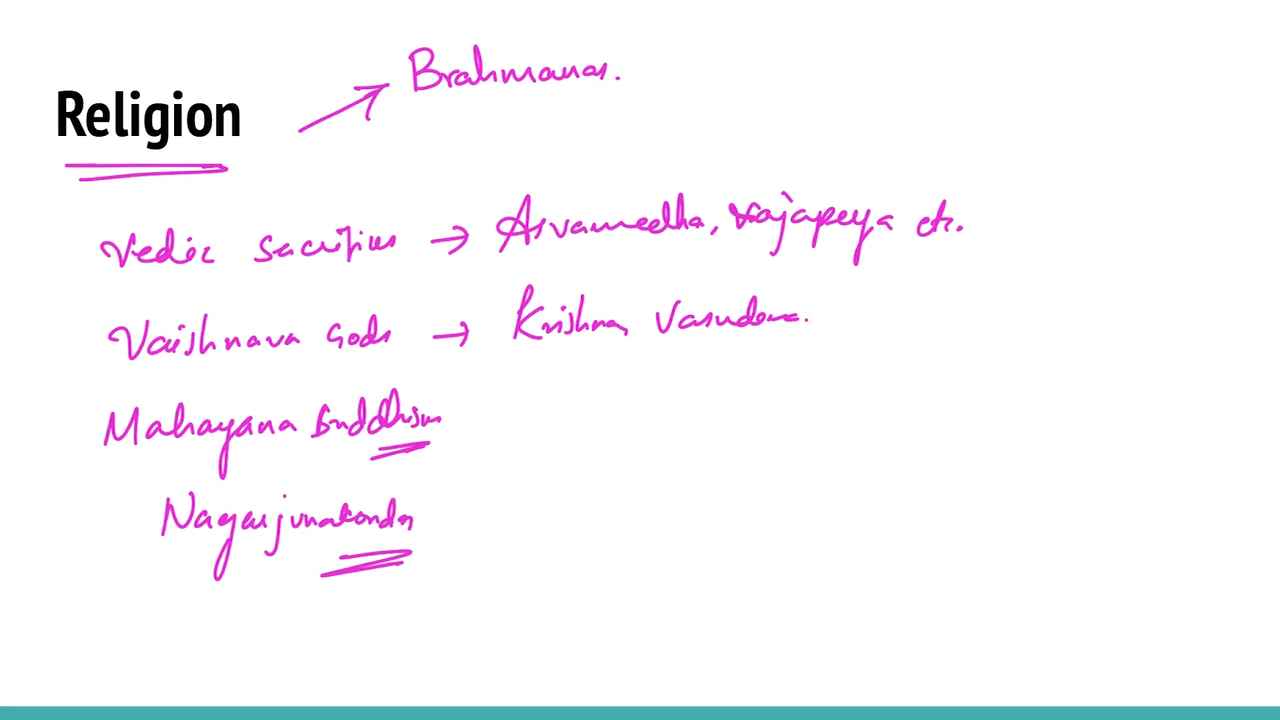 Brahmanas.
Religion
Vedic sacrifices → Asvamedha, Vajapeya etc.
Vaishnava Gods → Krishna, Vasudeva.
Mahayana Buddhism
Nagarjunakonda